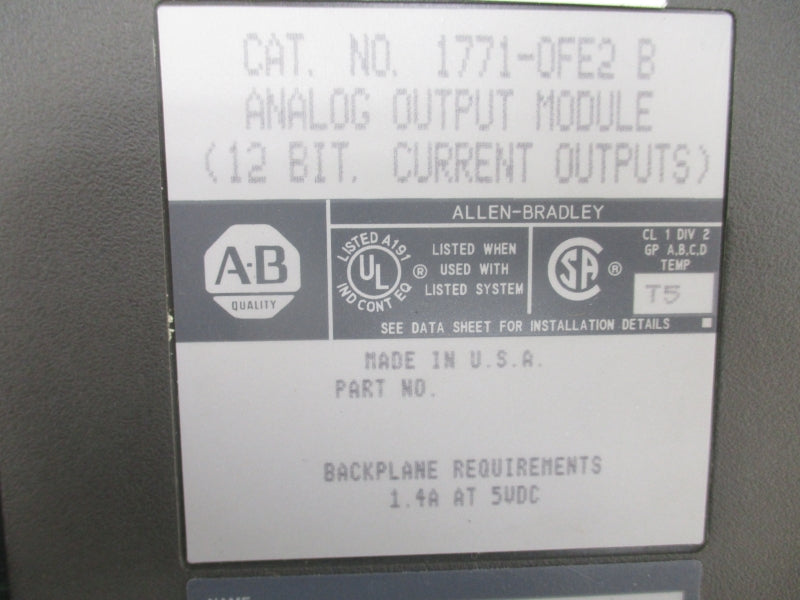 CAT. NO. 1771-OFE2 B
ANALOG OUTPUT MODULE
(12 BIT. CURRENT OUTPUTS)
ALLEN-BRADLEY
A-B
QUALITY
LISTED A191
UL ®
IND CONT EQ
LISTED WHEN
USED WITH
LISTED SYSTEM
SA ®
CL 1 DIV 2
GP A,B,C,D
TEMP
T5
SEE DATA SHEET FOR INSTALLATION DETAILS
MADE IN U.S.A.
PART NO.
BACKPLANE REQUIREMENTS
1.4A AT 5VDC
NAME